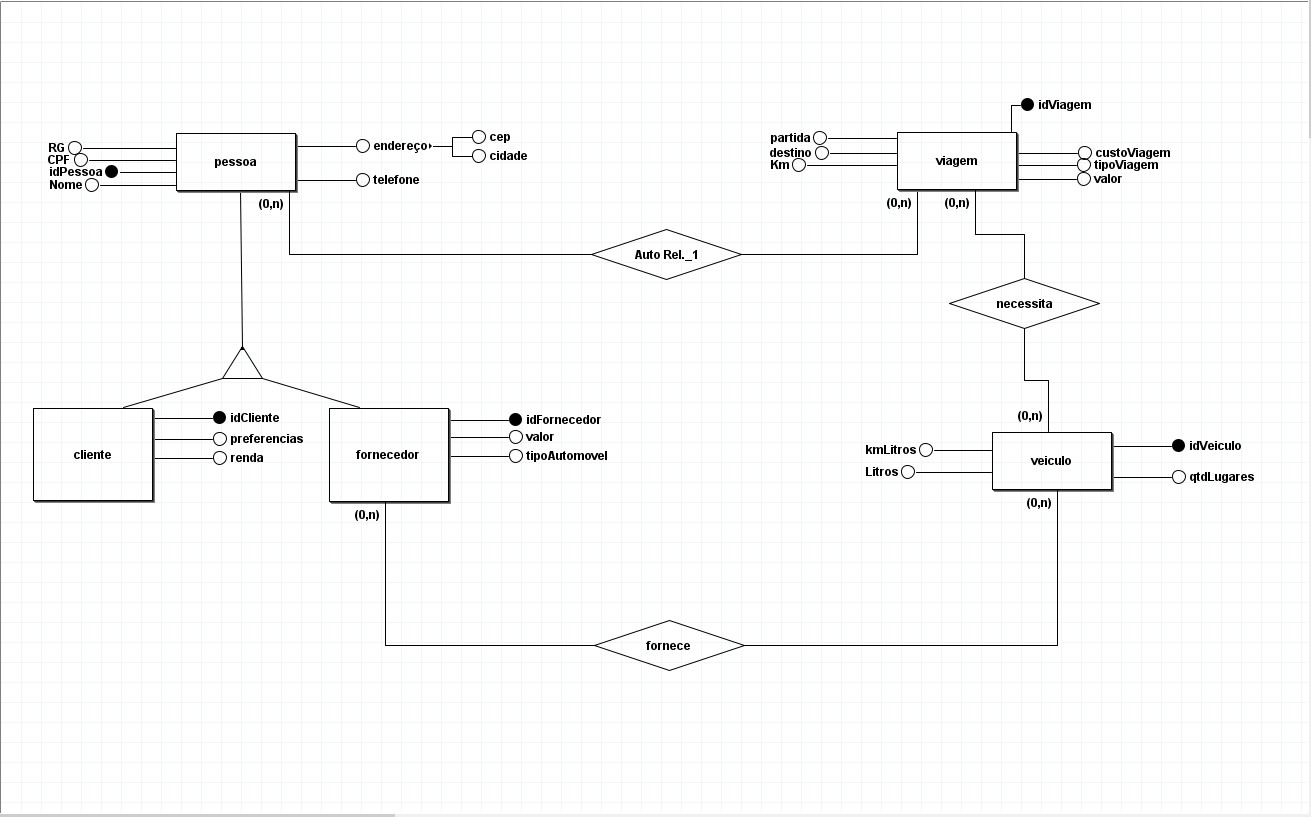 RG
CPF
idPessoa
Nome
pessoa
endereço
cep
cidade
telefone
(0,n)
idViagem
partida
destino
Km
viagem
custoViagem
tipoViagem
valor
(0,n)
(0,n)
Auto Rel._1
necessita
cliente
idCliente
preferencias
renda
fornecedor
idFornecedor
valor
tipoAutomovel
(0,n)
(0,n)
kmLitros
Litros
veiculo
idVeiculo
qtdLugares
(0,n)
fornece